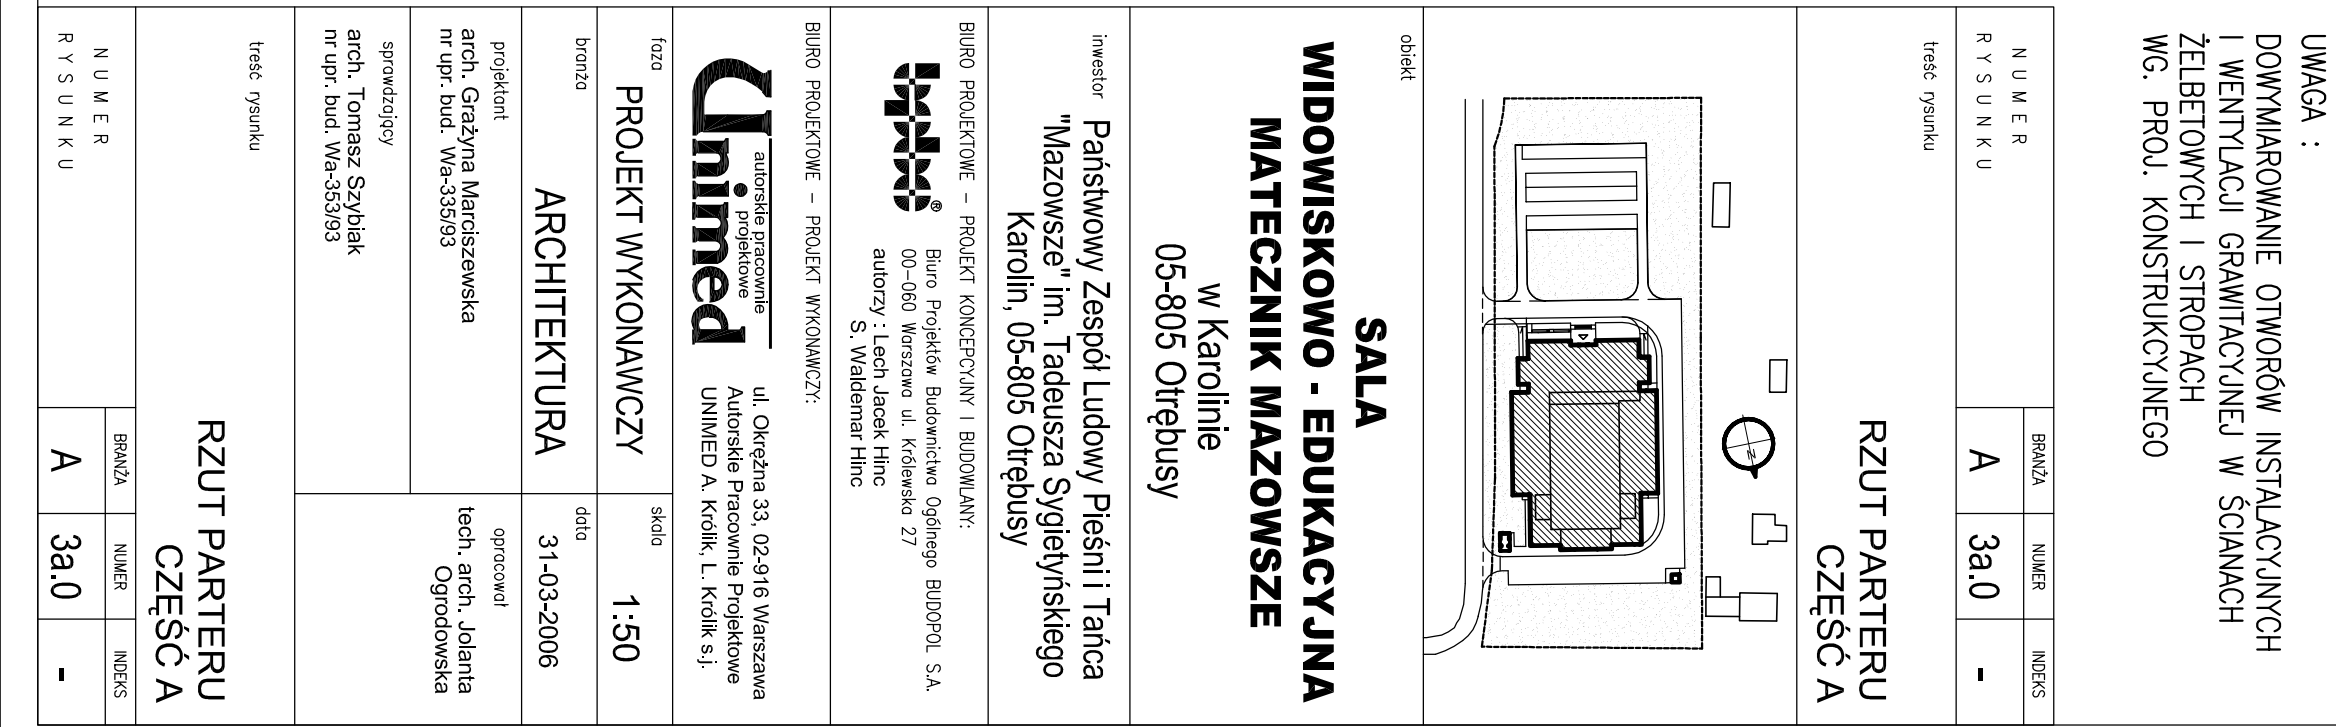 UWAGA :
DOWYMIAROWANIE OTWORÓW INSTALACYJNYCH
I WENTYLACJI GRAWITACYJNEJ W ŚCIANACH
ŻELBETOWYCH I STROPACH
WG. PROJ. KONSTRUKCYJNEGO
NUMER
RYSUNKU
BRANŻA NUMER INDEKS
A 3a.0 -
treść rysunku
RZUT PARTERU
CZĘŚĆ A
N
obiekt
SALA
WIDOWISKOWO - EDUKACYJNA
MATECZNIK MAZOWSZE
w Karolinie
05-805 Otrębusy
inwestor
Państwowy Zespół Ludowy Pieśni i Tańca
"Mazowsze" im. Tadeusza Sygietyńskiego
Karolin, 05-805 Otrębusy
BIURO PROJEKTOWE – PROJEKT KONCEPCYJNY I BUDOWLANY:
®
Biuro Projektów Budownictwa Ogólnego BUDOPOL S.A.
00-060 Warszawa ul. Królewska 27
autorzy : Lech Jacek Hinc
S. Waldemar Hinc
BIURO PROJEKTOWE – PROJEKT WYKONAWCZY:
autorskie pracownie
projektowe
Unimed
ul. Okrężna 33, 02-916 Warszawa
Autorskie Pracownie Projektowe
UNIMED A. Królik, L. Królik s.j.
faza
PROJEKT WYKONAWCZY
skala
1:50
branża
ARCHITEKTURA
data
31-03-2006
projektant
arch. Grażyna Marciszewska
nr upr. bud. Wa-335/93
opracował
tech. arch. Jolanta
Ogrodowska
sprawdzający
arch. Tomasz Szybiak
nr upr. bud. Wa-353/93
treść rysunku
RZUT PARTERU
CZĘŚĆ A
NUMER
RYSUNKU
BRANŻA NUMER INDEKS
A 3a.0 -